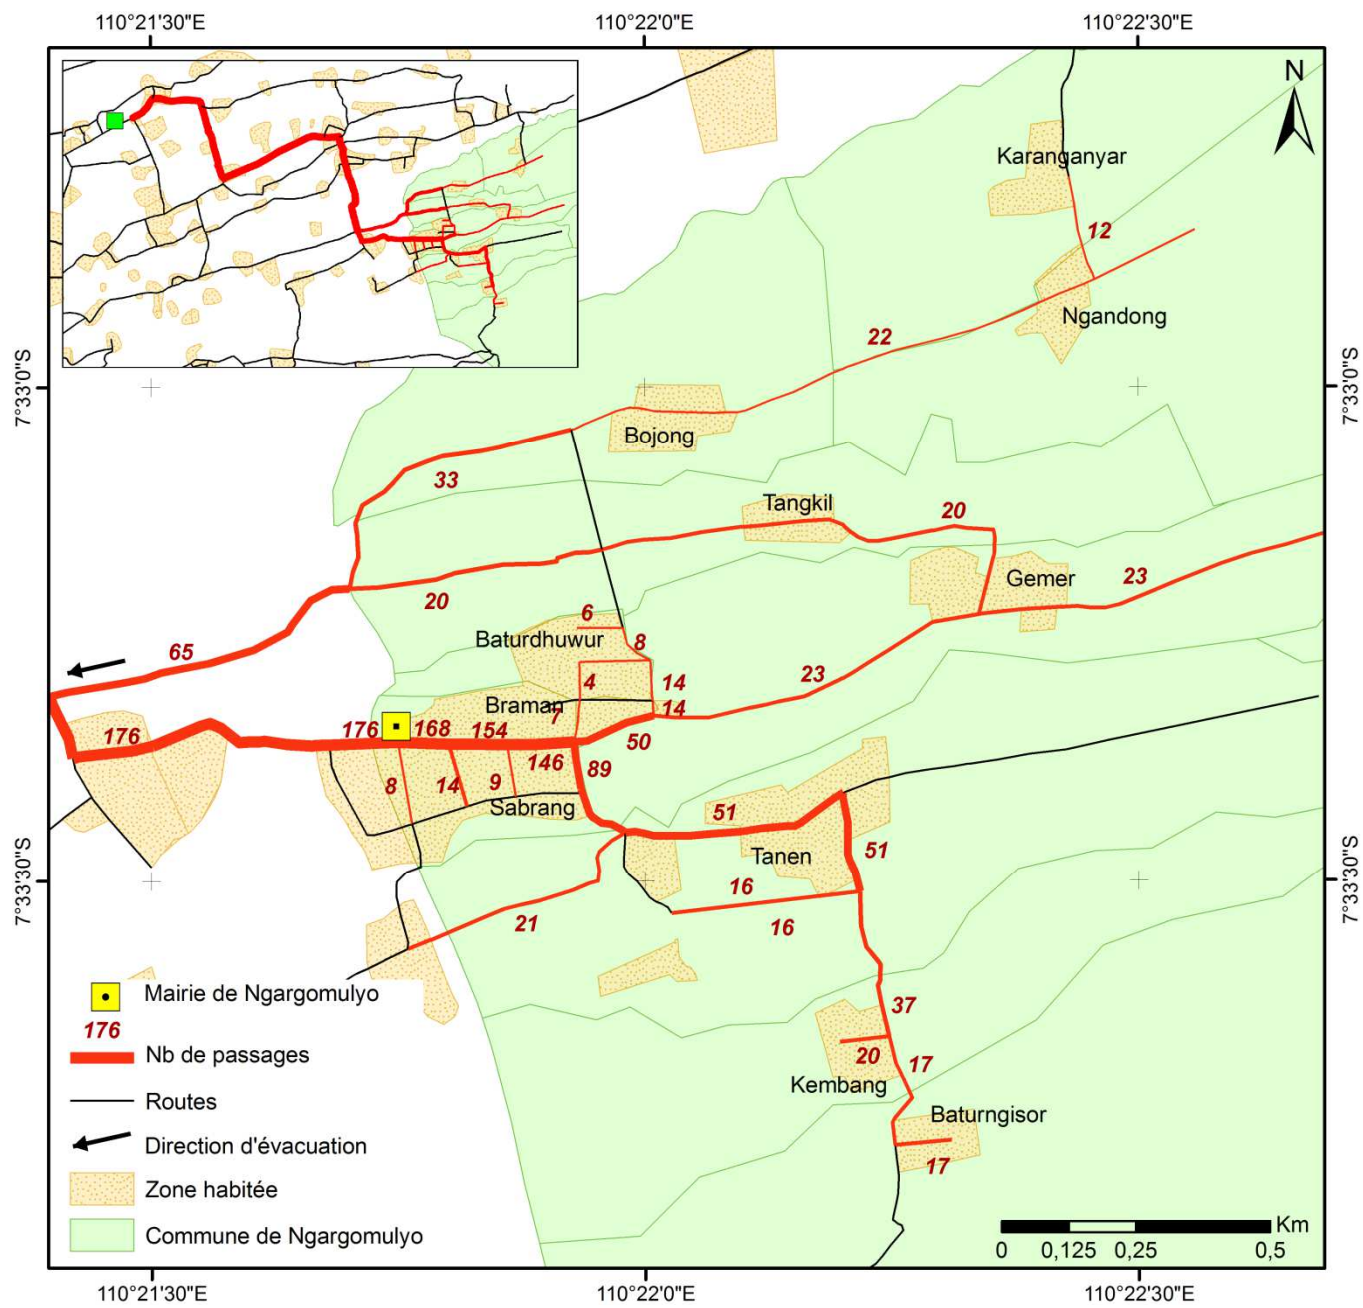 110°21'30"E
110°22'0"E
110°22'30"E
N
Karanganyar
12
Ngandong
22
7°33'0"S
7°33'0"S
Bojong
33
Tangkil
20
Gemer
23
20
6
Baturdhuwur
8
65
4
14
23
Braman
7
14
176
176
168
154
50
146
89
8
14
9
Sabrang
51
Tanen
51
7°33'30"S
7°33'30"S
16
16
21
Mairie de Ngargomulyo
176
Nb de passages
37
20
17
Kembang
Routes
Baturngisor
Direction d'évacuation
17
Zone habitée
Commune de Ngargomulyo
Km
0
0,125
0,25
0,5
110°21'30"E
110°22'0"E
110°22'30"E